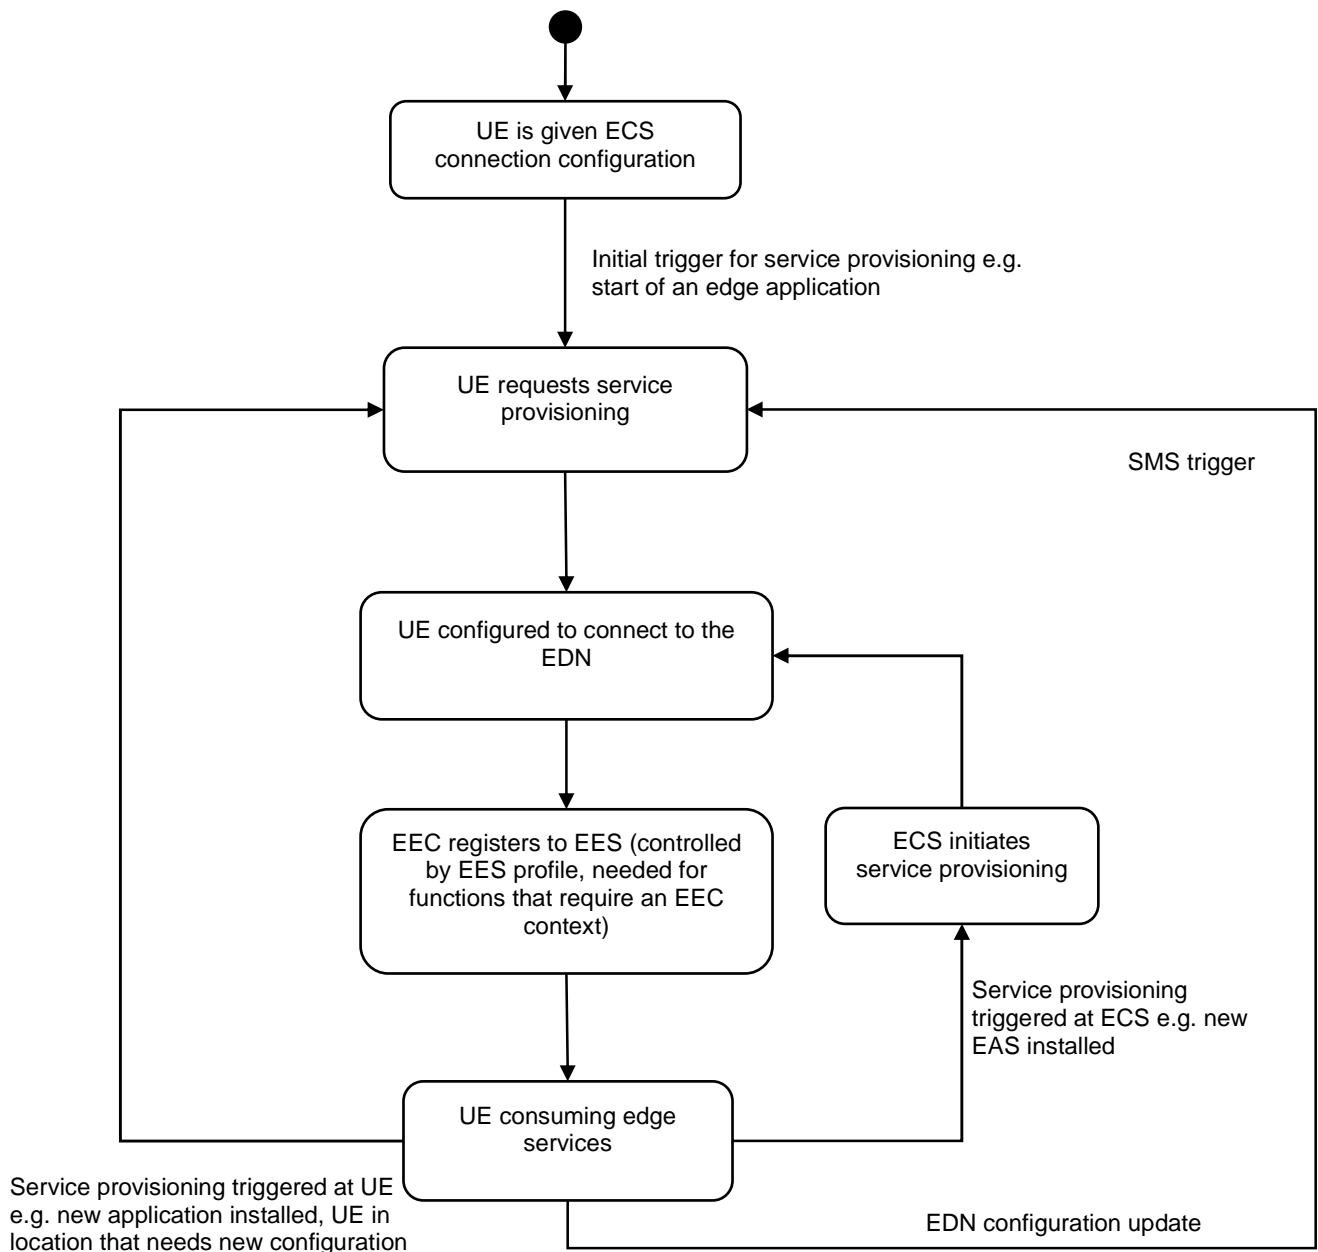 UE is given ECS
connection configuration
Initial trigger for service provisioning e.g.
start of an edge application
UE requests service
provisioning
SMS trigger
UE configured to connect to the
EDN
EEC registers to EES (controlled
by EES profile, needed for
functions that require an EEC
context)
ECS initiates
service provisioning
Service provisioning
triggered at ECS e.g. new
EAS installed
UE consuming edge
services
Service provisioning triggered at UE
e.g. new application installed, UE in
location that needs new configuration
EDN configuration update